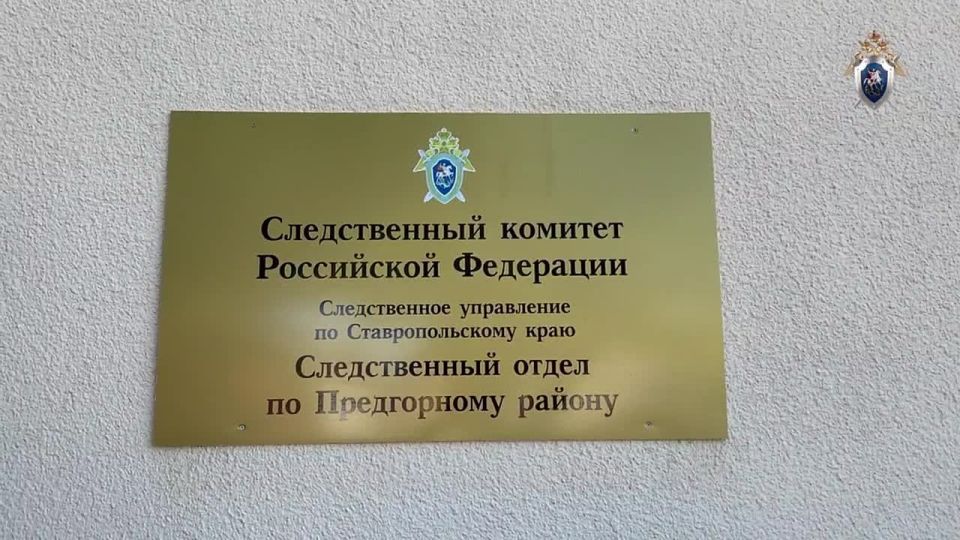 Следственный комитет
Российской Федерации
Следственное управление
по Ставропольскому краю
Следственный отдел
по Предгорному району